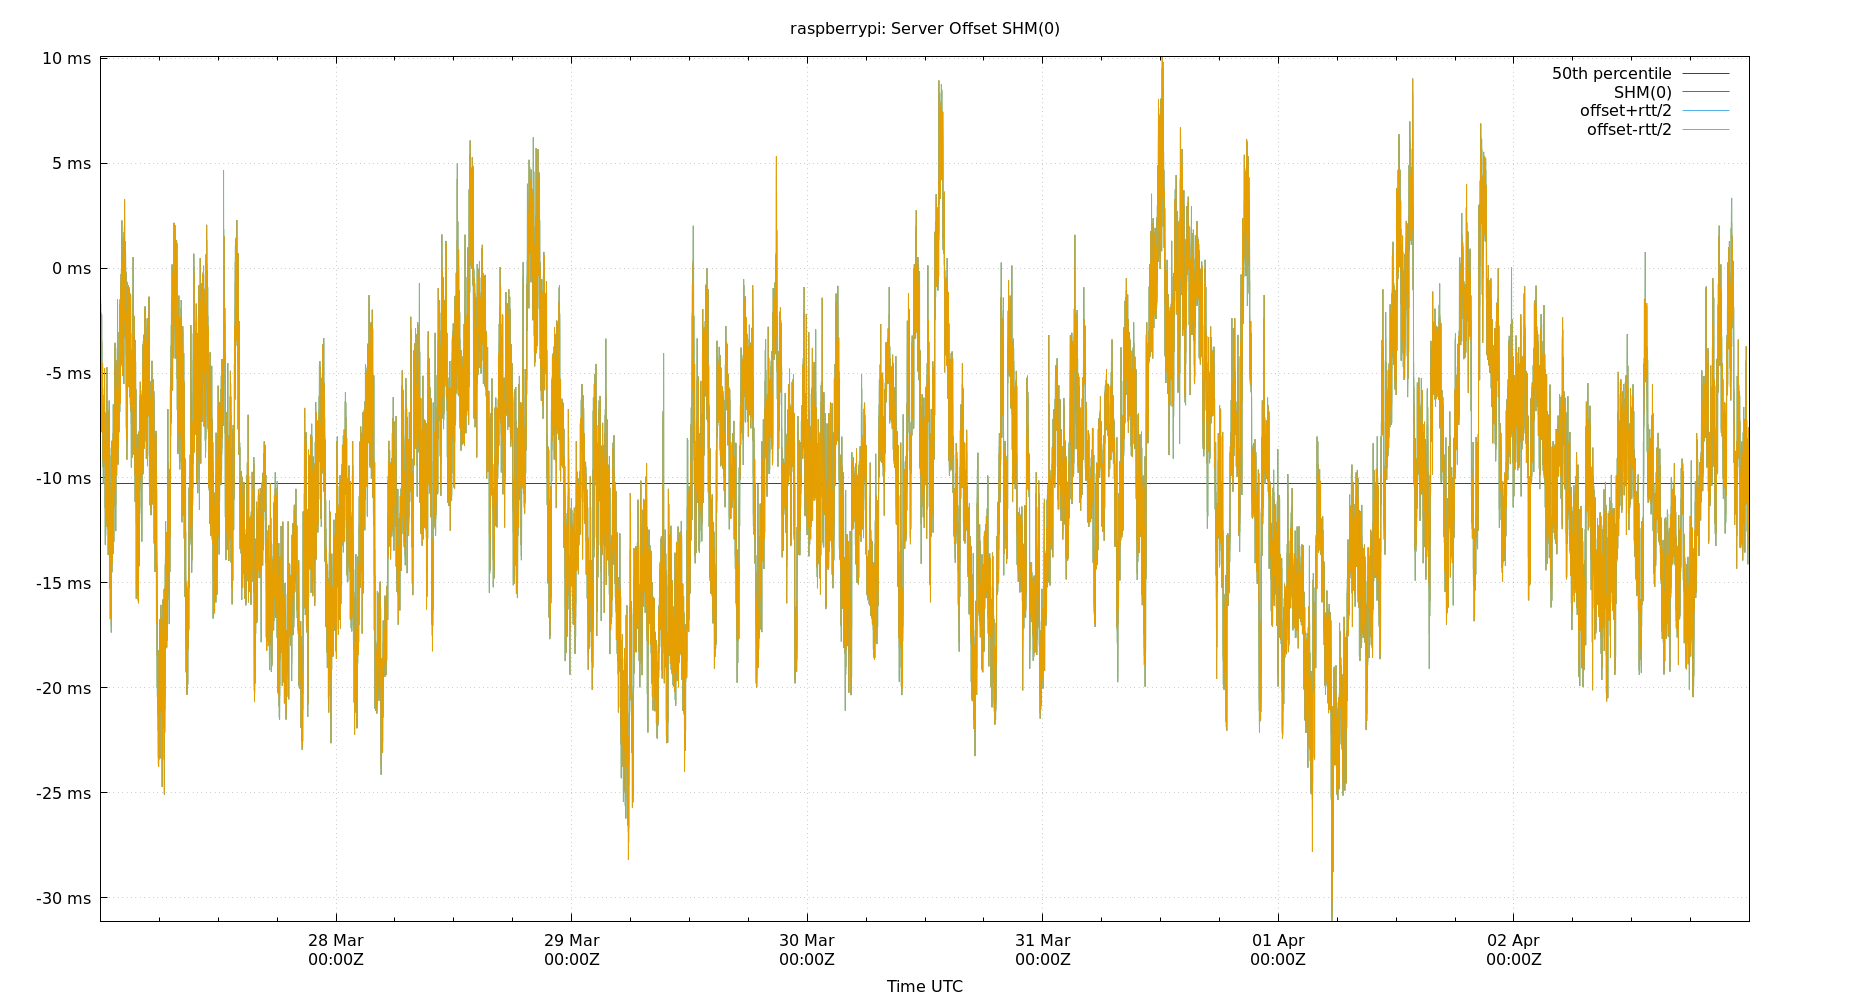 raspberrypi: Server Offset SHM(0)
10 ms
5 ms
0 ms
-5 ms
-10 ms
-15 ms
-20 ms
-25 ms
-30 ms
50th percentile
SHM(0)
offset+rtt/2
offset-rtt/2
28 Mar
00:00Z
29 Mar
00:00Z
30 Mar
00:00Z
31 Mar
00:00Z
01 Apr
00:00Z
02 Apr
00:00Z
Time UTC